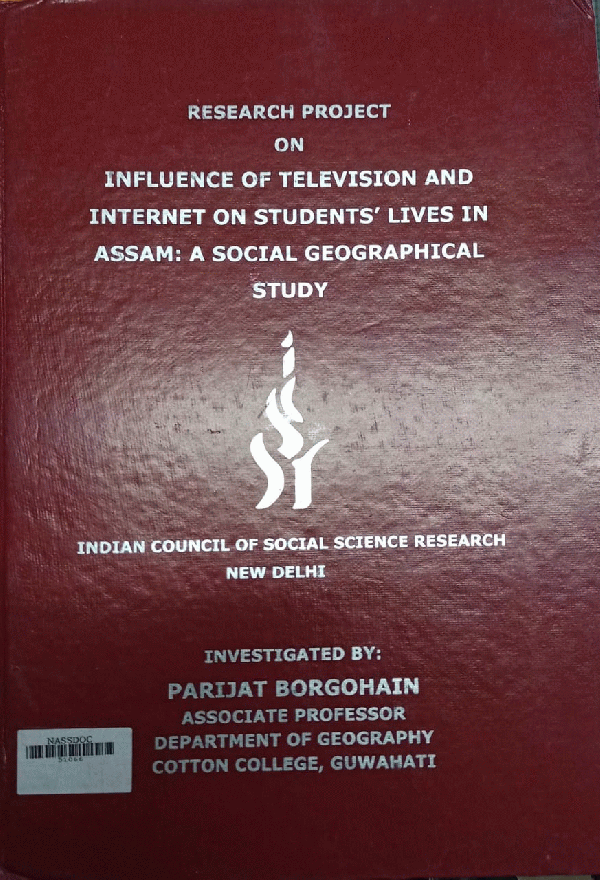 RESEARCH PROJECT
ON
INFLUENCE OF TELEVISION AND
INTERNET ON STUDENTS' LIVES IN
ASSAM: A SOCIAL GEOGRAPHICAL
STUDY
icssr
INDIAN COUNCIL OF SOCIAL SCIENCE RESEARCH
NEW DELHI
INVESTIGATED BY:
PARIJAT BORGOHAIN
ASSOCIATE PROFESSOR
DEPARTMENT OF GEOGRAPHY
COTTON COLLEGE, GUWAHATI
NASSDOC